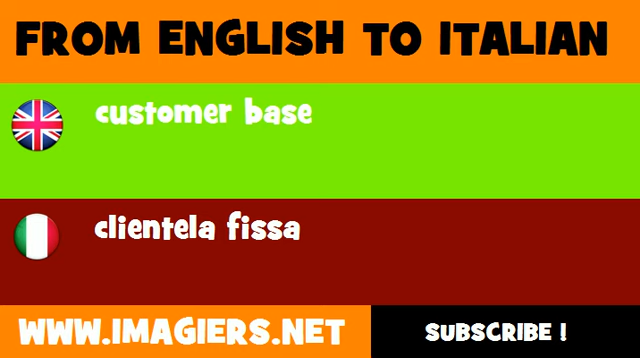 FROM ENGLISH TO ITALIAN
customer base
clientela fissa
WWW.IMAGIERS.NET
SUBSCRIBE !